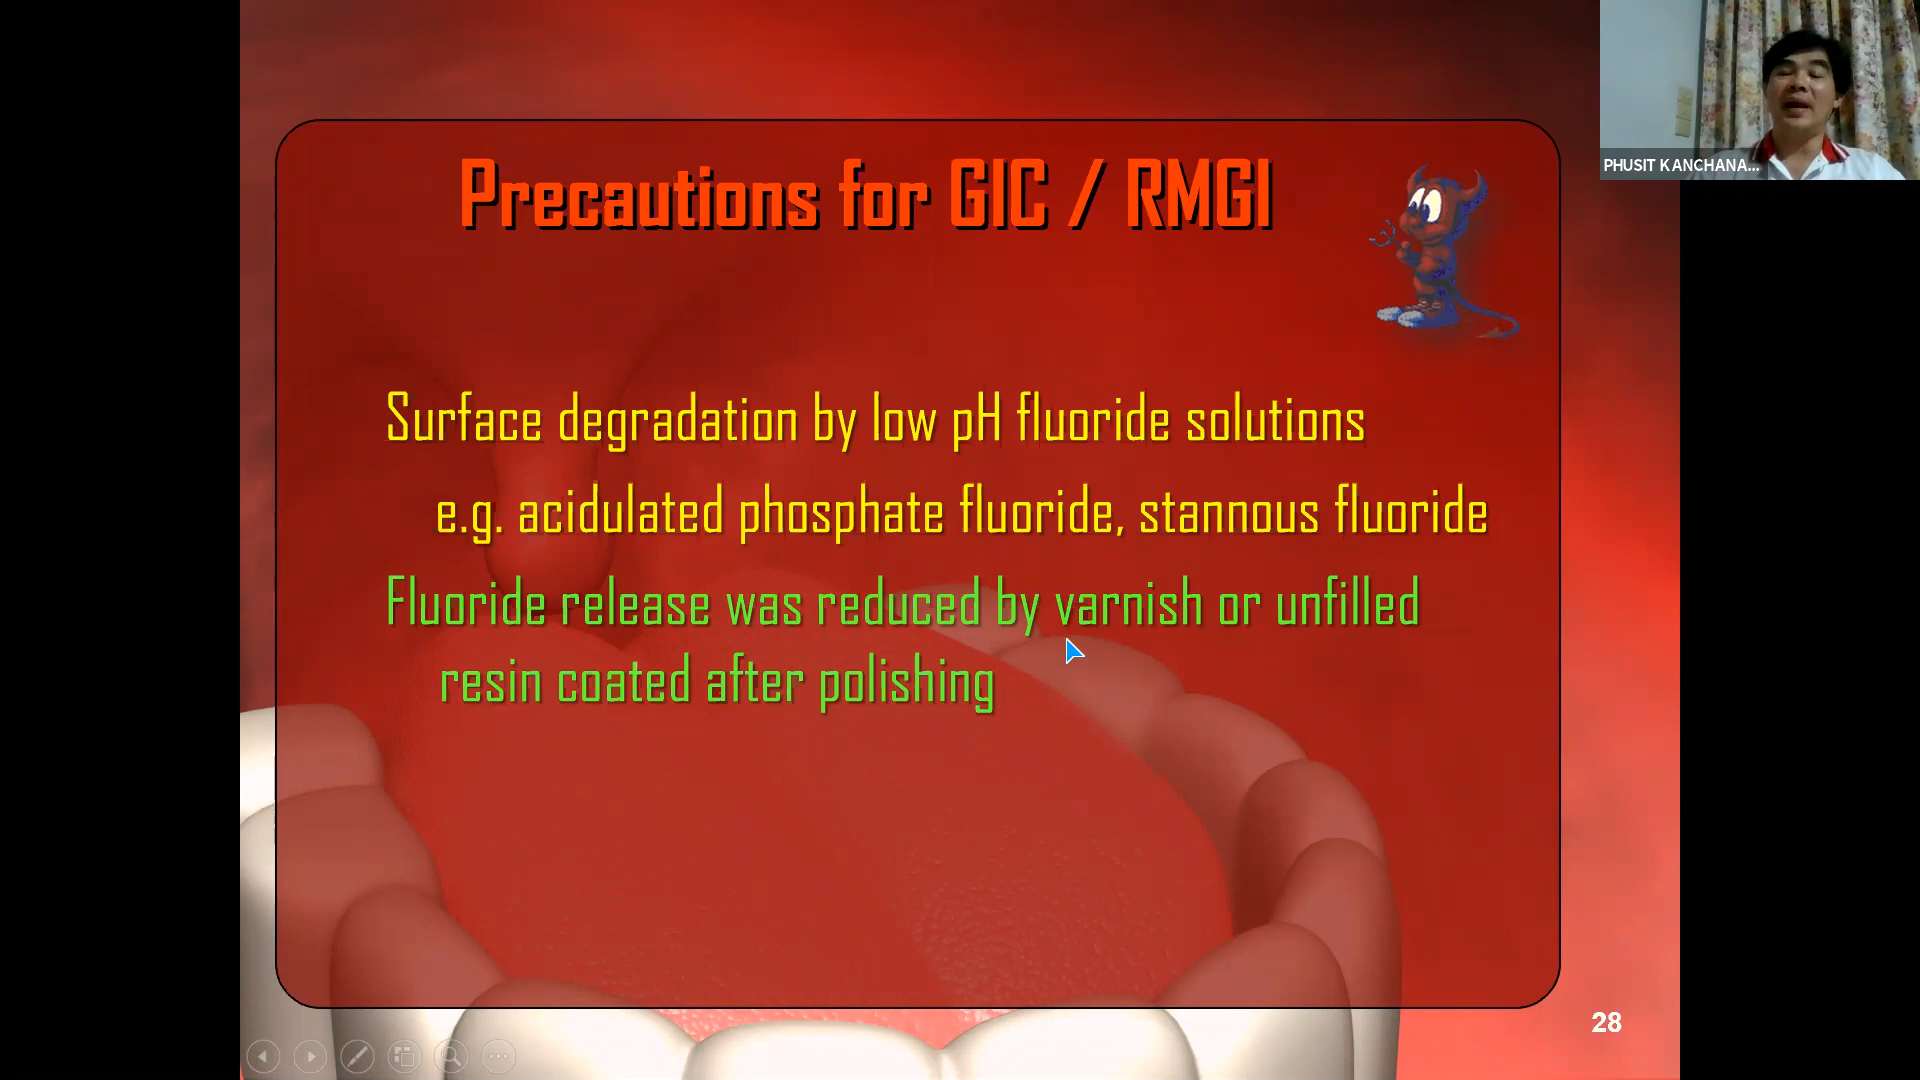 PHUSIT KANCHANA...
Precautions for GIC / RMGI
Surface degradation by low pH fluoride solutions
e.g. acidulated phosphate fluoride, stannous fluoride
Fluoride release was reduced by varnish or unfilled
resin coated after polishing
28